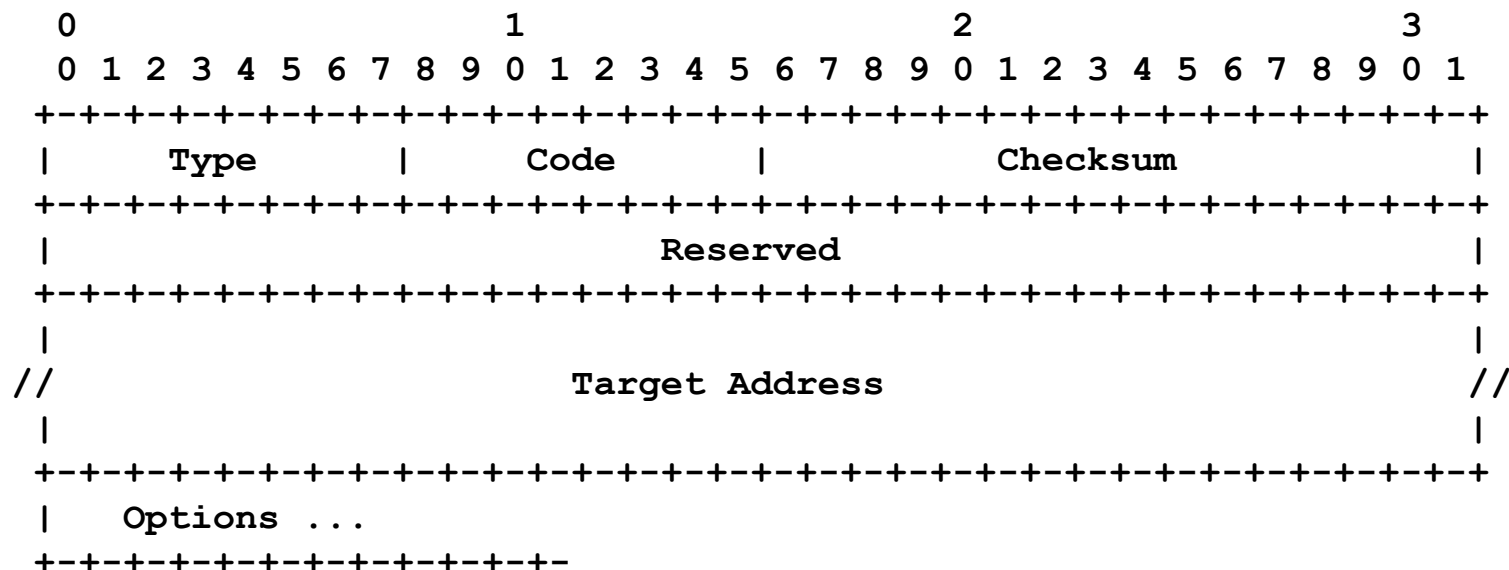 0                   1                   2                   3
0 1 2 3 4 5 6 7 8 9 0 1 2 3 4 5 6 7 8 9 0 1 2 3 4 5 6 7 8 9 0 1
+-+-+-+-+-+-+-+-+-+-+-+-+-+-+-+-+-+-+-+-+-+-+-+-+-+-+-+-+-+-+-+-+
|     Type      |     Code      |          Checksum             |
+-+-+-+-+-+-+-+-+-+-+-+-+-+-+-+-+-+-+-+-+-+-+-+-+-+-+-+-+-+-+-+-+
|                           Reserved                            |
+-+-+-+-+-+-+-+-+-+-+-+-+-+-+-+-+-+-+-+-+-+-+-+-+-+-+-+-+-+-+-+-+
|                                                               |
//                       Target Address                          //
|                                                               |
+-+-+-+-+-+-+-+-+-+-+-+-+-+-+-+-+-+-+-+-+-+-+-+-+-+-+-+-+-+-+-+-+
|   Options ...
+-+-+-+-+-+-+-+-+-+-+-+-